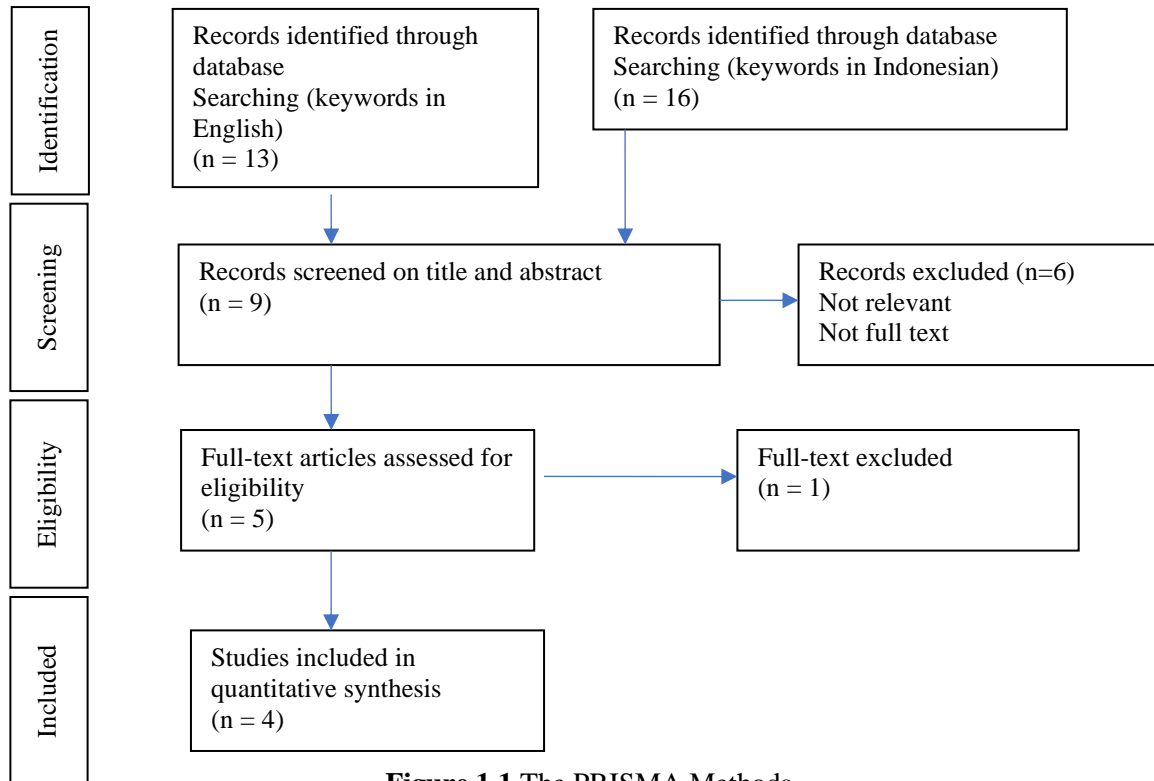 Identification
Records identified through
database
Searching (keywords in
English)
(n = 13)
Records identified through database
Searching (keywords in Indonesian)
(n = 16)
Screening
Records screened on title and abstract
(n = 9)
Records excluded (n=6)
Not relevant
Not full text
Eligibility
Full-text articles assessed for
eligibility
(n = 5)
Full-text excluded
(n = 1)
Included
Studies included in
quantitative synthesis
(n = 4)
Figure 1.1 The PRISMA Methods